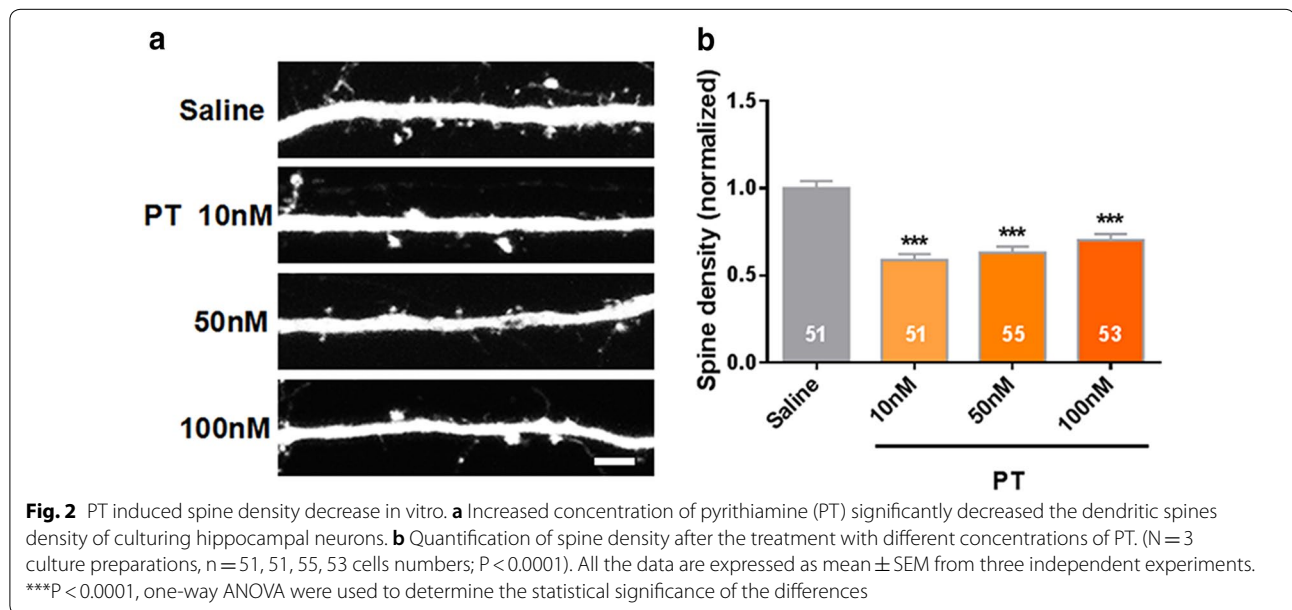 a
Saline
PT 10nM
50nM
100nM
b
Spine density (normalized)
1.5
1.0
0.5
0.0
***
***
***
51
51
55
53
Saline
10nM
50nM
100nM
PT
Fig. 2 PT induced spine density decrease in vitro. a Increased concentration of pyrithiamine (PT) significantly decreased the dendritic spines
density of culturing hippocampal neurons. b Quantification of spine density after the treatment with different concentrations of PT. (N = 3
culture preparations, n = 51, 51, 55, 53 cells numbers; P < 0.0001). All the data are expressed as mean ± SEM from three independent experiments.
***P < 0.0001, one-way ANOVA were used to determine the statistical significance of the differences